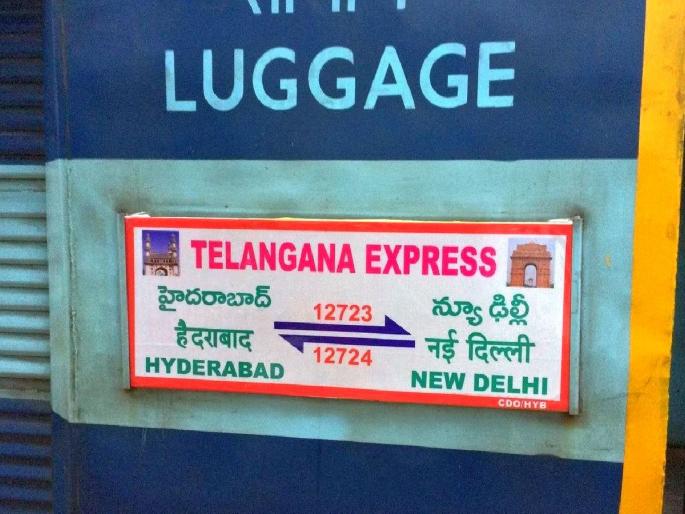 LUGGAGE
TELANGANA EXPRESS
హైదరాబాద్
हैदराबाद
HYDERABAD
12723
12724
న్యూ ఢిల్లీ
नई दिल्ली
NEW DELHI
CDO/HYB